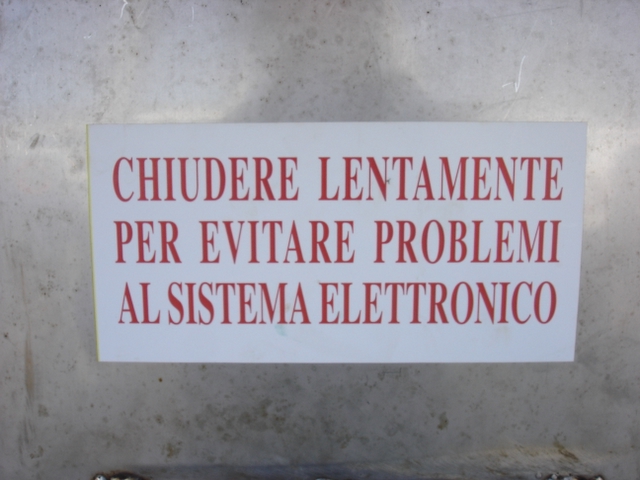 CHIUDERE LENTAMENTE
PER EVITARE PROBLEMI
AL SISTEMA ELETTRONICO